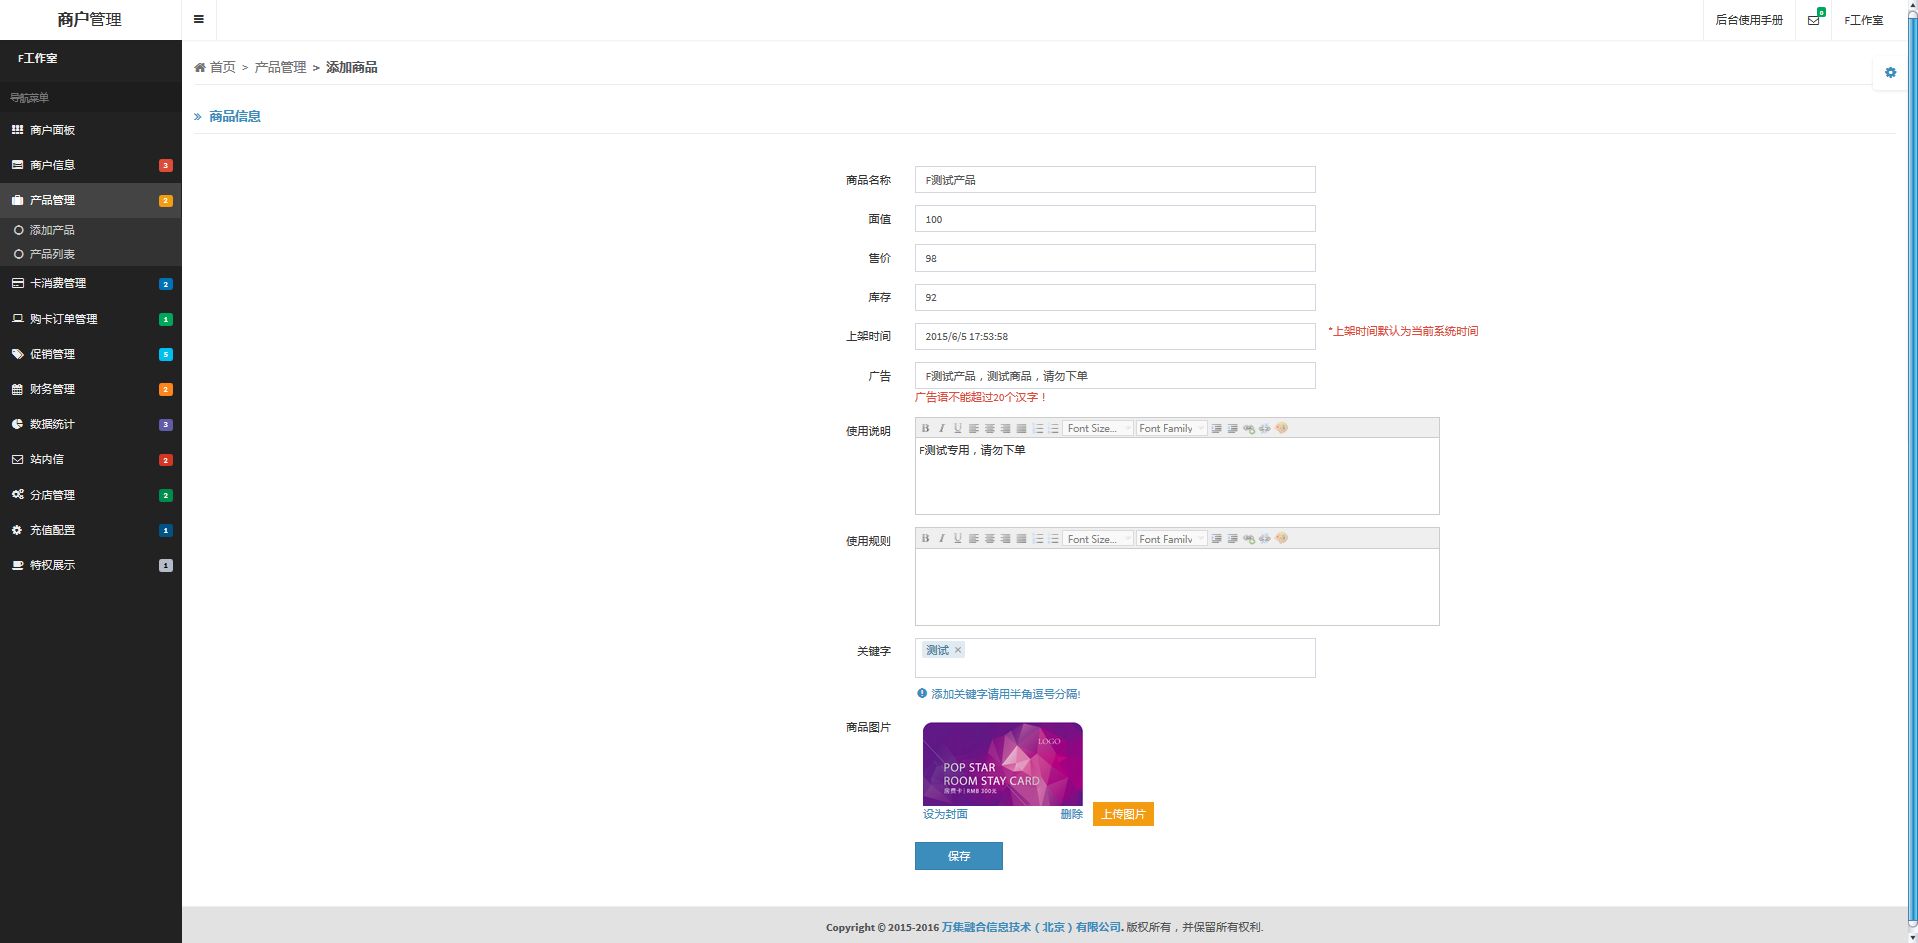 商户管理
后台使用手册
0
F工作室
F工作室
导航菜单
商户面板
商户信息 3
产品管理 2
添加产品
产品列表
卡消费管理 2
购卡订单管理 1
促销管理 5
财务管理 2
数据统计 3
站内信 2
分店管理 2
充值配置 1
特权展示 1
首页 > 产品管理 > 添加商品
» 商品信息
商品名称 F测试产品
面值 100
售价 98
库存 92
上架时间 2015/6/5 17:53:58 *上架时间默认为当前系统时间
广告 F测试产品，测试商品，请勿下单
广告语不能超过20个汉字！
使用说明 B I U Font Size... Font Family
F测试专用，请勿下单
使用规则 B I U Font Size... Font Family
关键字 测试 ×
添加关键字请用半角逗号分隔!
商品图片
LOGO
POP STAR
ROOM STAY CARD
房费卡 | RMB 300元
设为封面 删除 上传图片
保存
Copyright © 2015-2016 万集融合信息技术（北京）有限公司. 版权所有，并保留所有权利.